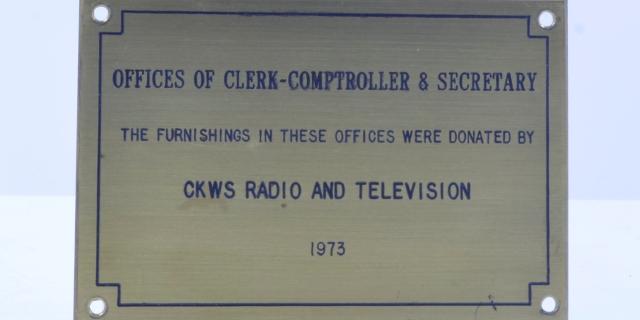 OFFICES OF CLERK-COMPTROLLER & SECRETARY
THE FURNISHINGS IN THESE OFFICES WERE DONATED BY
CKWS RADIO AND TELEVISION
1973